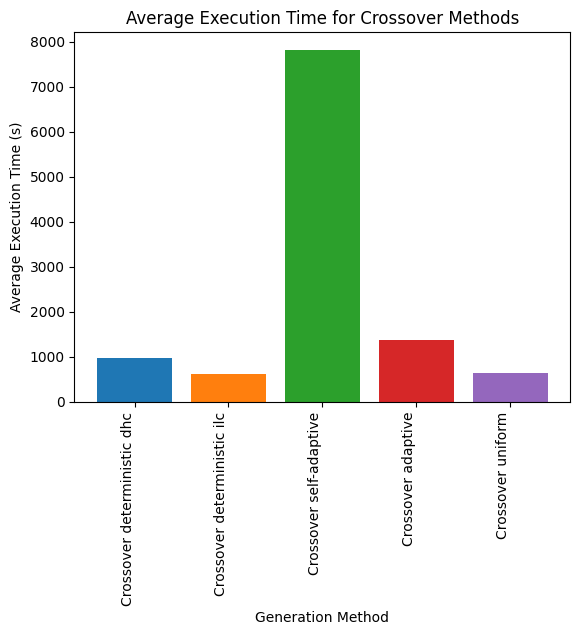 Average Execution Time for Crossover Methods
Average Execution Time (s)
8000
7000
6000
5000
4000
3000
2000
1000
0
Crossover deterministic dhc
Crossover deterministic ilc
Crossover self-adaptive
Crossover adaptive
Crossover uniform
Generation Method